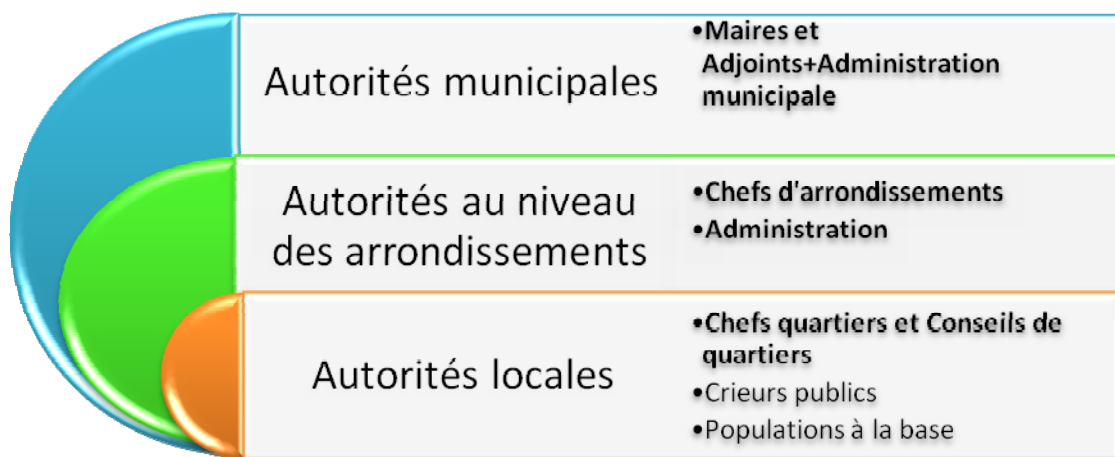 Autorités municipales
•Maires et
Adjoints+Administration
municipale
Autorités au niveau
des arrondissements
•Chefs d'arrondissements
•Administration
Autorités locales
•Chefs quartiers et Conseils de
quartiers
•Crieurs publics
•Populations à la base